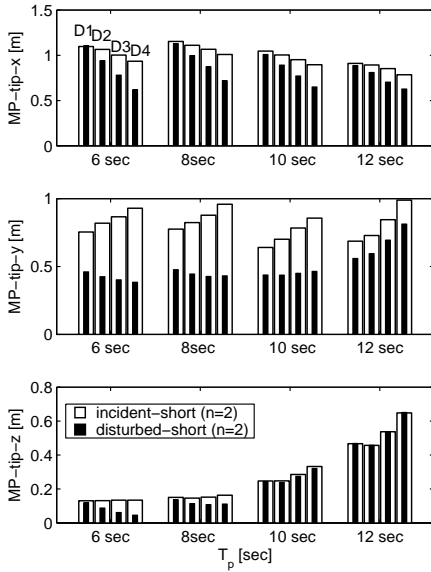 MP−tip−x [m]
1.5
1
0.5
0
D1
D2
D3
D4
6 sec
8sec
10 sec
12 sec
MP−tip−y [m]
1
0.5
0
6 sec
8sec
10 sec
12 sec
MP−tip−z [m]
0.8
0.6
0.4
0.2
0
incident−short (n=2)
disturbed−short (n=2)
6 sec
8sec
10 sec
12 sec
T_p [sec]